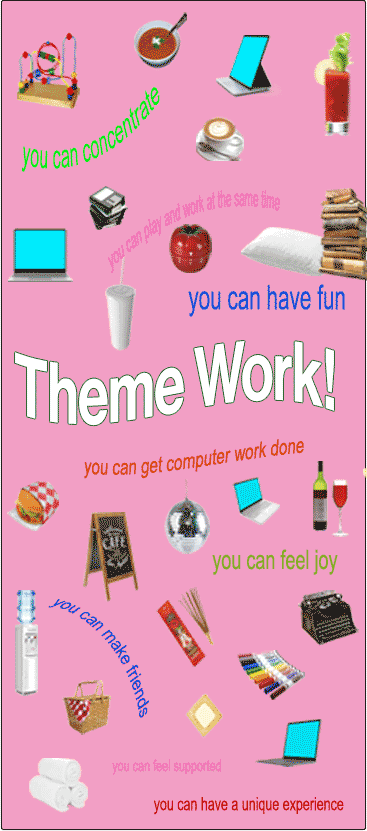 you can concentrate
you can play and work at the same time
you can have fun
Theme Work!
you can get computer work done
CAFE
you can feel joy
you can make friends
you can feel supported
you can have a unique experience